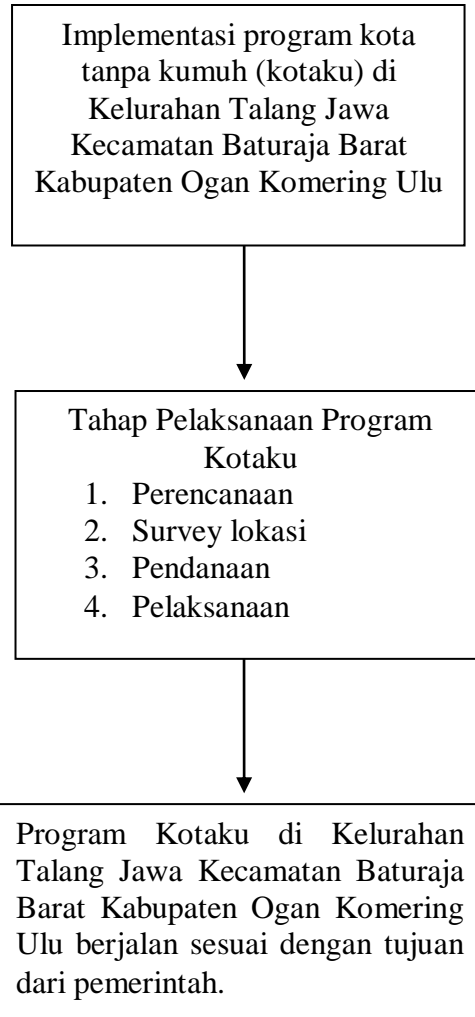 Implementasi program kota
tanpa kumuh (kotaku) di
Kelurahan Talang Jawa
Kecamatan Baturaja Barat
Kabupaten Ogan Komering Ulu
Tahap Pelaksanaan Program
Kotaku
1. Perencanaan
2. Survey lokasi
3. Pendanaan
4. Pelaksanaan
Program Kotaku di Kelurahan
Talang Jawa Kecamatan Baturaja
Barat Kabupaten Ogan Komering
Ulu berjalan sesuai dengan tujuan
dari pemerintah.